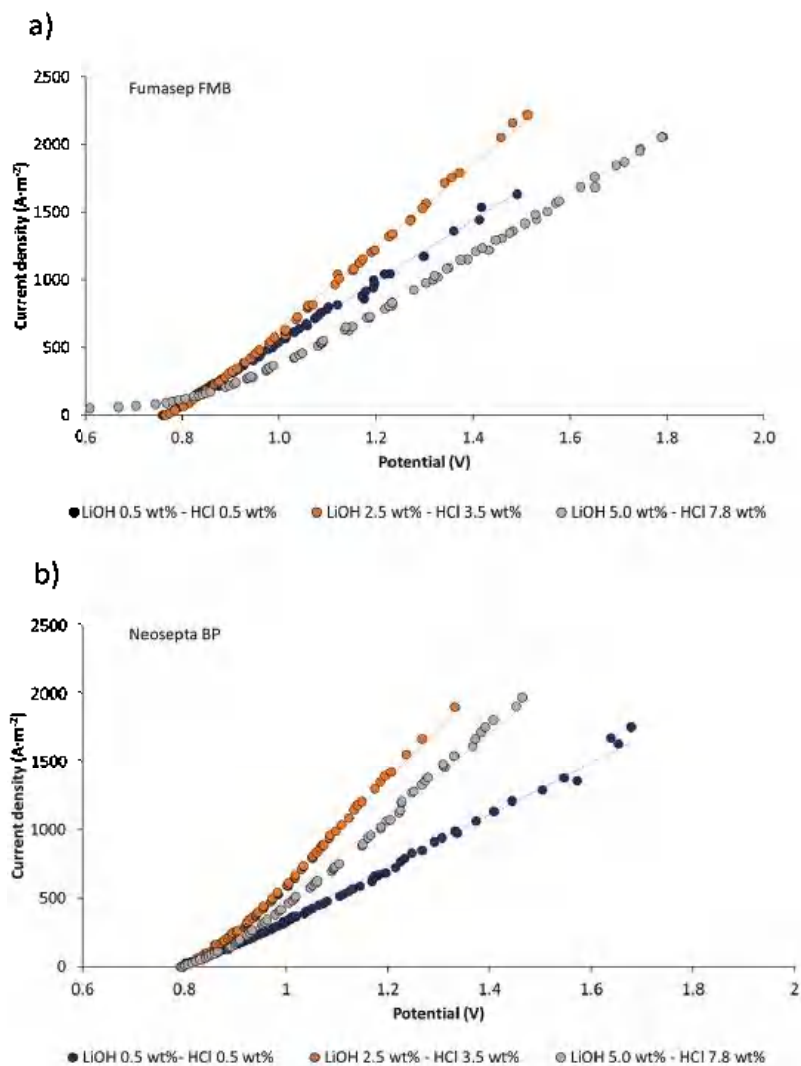 a)
Fumasep FMB
2500
2000
1500
1000
500
0
0.6 0.8 1.0 1.2 1.4 1.6 1.8 2.0
Current density (A·m⁻²)
Potential (V)
LiOH 0.5 wt% - HCl 0.5 wt% LiOH 2.5 wt% - HCl 3.5 wt% LiOH 5.0 wt% - HCl 7.8 wt%
b)
Neosepta BP
2500
2000
1500
1000
500
0
0.6 0.8 1 1.2 1.4 1.6 1.8 2
Current density (A·m⁻²)
Potential (V)
LiOH 0.5 wt%- HCl 0.5 wt% LiOH 2.5 wt% - HCl 3.5 wt% LiOH 5.0 wt% - HCl 7.8 wt%